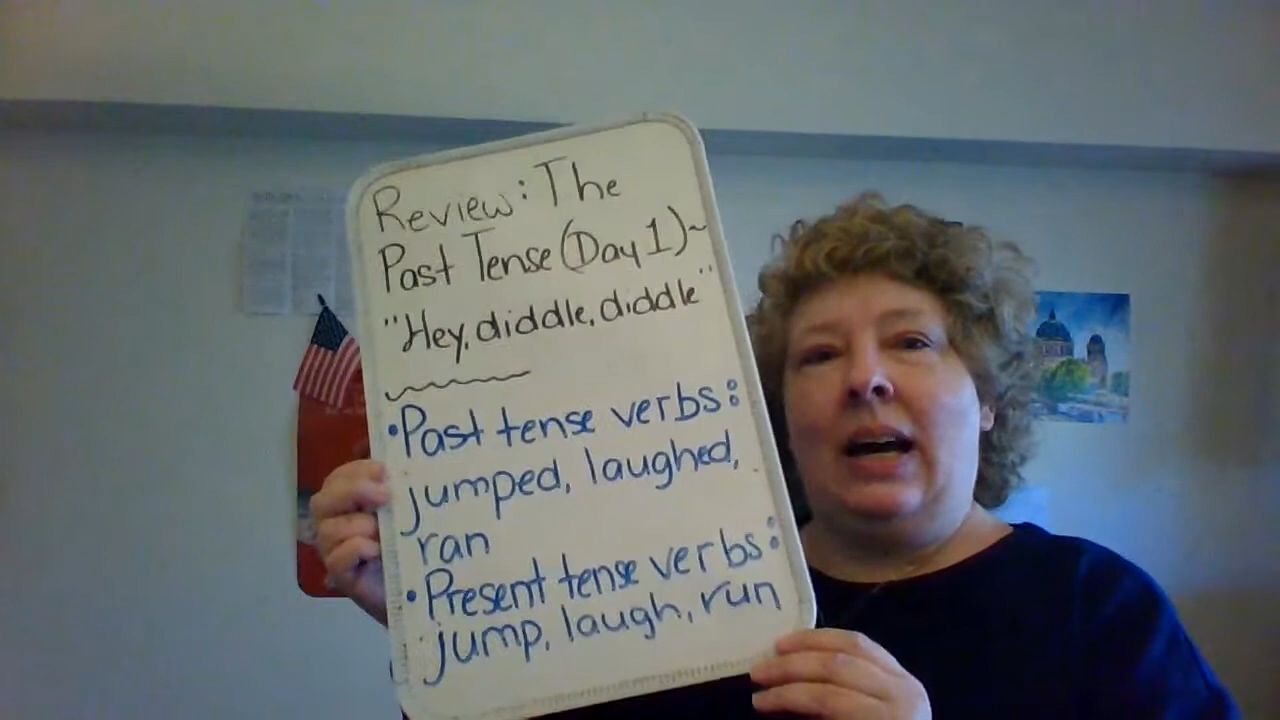 Review: The
Past Tense (Day 1)~
"Hey, diddle, diddle"
•Past tense verbs:
jumped, laughed,
ran
•Present tense verbs:
jump, laugh, run